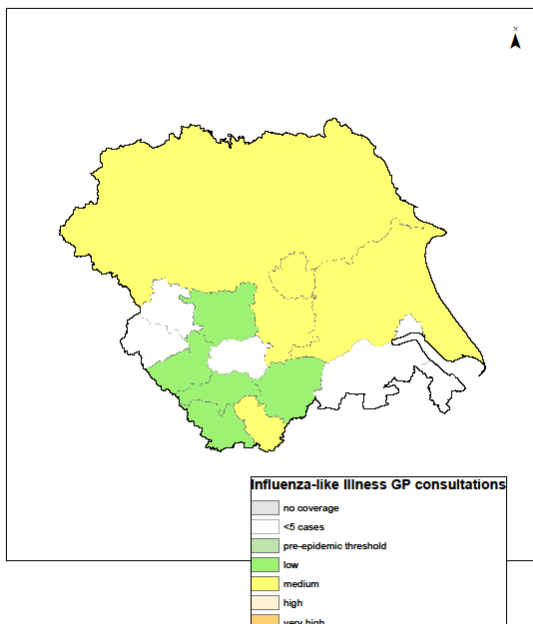 N
Influenza-like Illness GP consultations
no coverage
<5 cases
pre-epidemic threshold
low
medium
high
very high